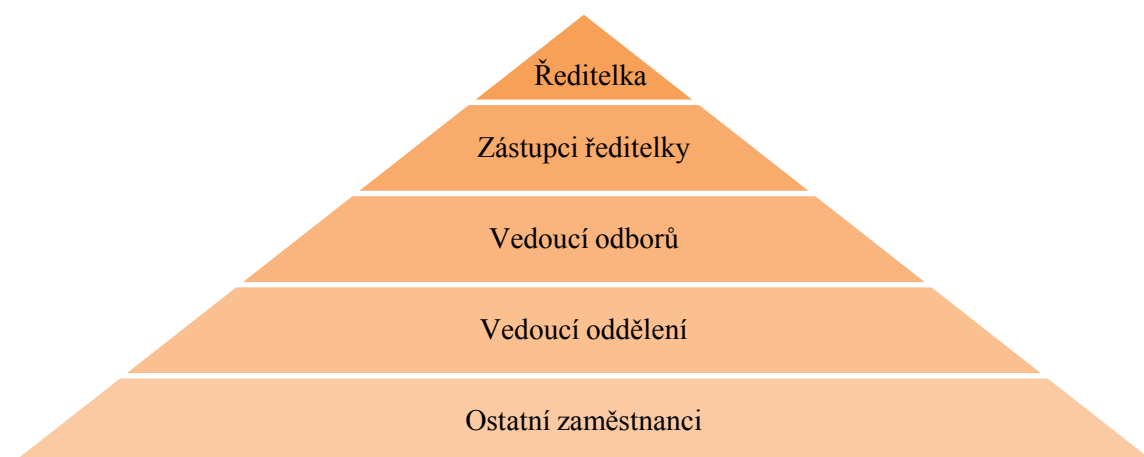 Ředitelka
Zástupci ředitelky
Vedoucí odborů
Vedoucí oddělení
Ostatní zaměstnanci